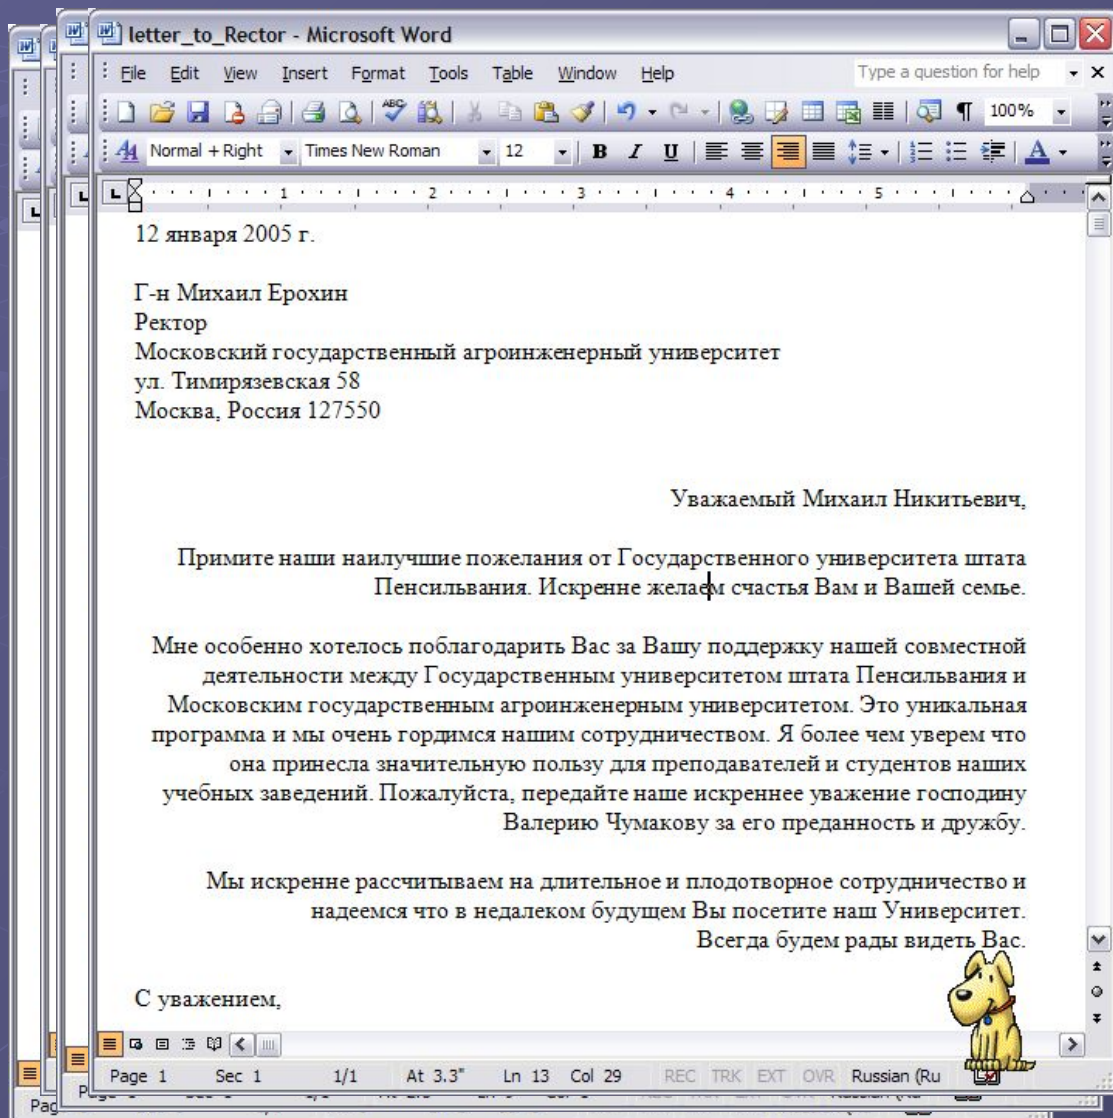 letter_to_Rector - Microsoft Word
File Edit View Insert Format Tools Table Window Help Type a question for help
100%
Normal + Right Times New Roman 12 B I U A
1 2 3 4 5
12 января 2005 г.
Г-н Михаил Ерохин
Ректор
Московский государственный агроинженерный университет
ул. Тимирязевская 58
Москва, Россия 127550
Уважаемый Михаил Никитьевич,
Примите наши наилучшие пожелания от Государственного университета штата
Пенсильвания. Искренне желаем счастья Вам и Вашей семье.
Мне особенно хотелось поблагодарить Вас за Вашу поддержку нашей совместной
деятельности между Государственным университетом штата Пенсильвания и
Московским государственным агроинженерным университетом. Это уникальная
программа и мы очень гордимся нашим сотрудничеством. Я более чем уверем что
она принесла значительную пользу для преподавателей и студентов наших
учебных заведений. Пожалуйста, передайте наше искреннее уважение господину
Валерию Чумакову за его преданность и дружбу.
Мы искренне рассчитываем на длительное и плодотворное сотрудничество и
надеемся что в недалеком будущем Вы посетите наш Университет.
Всегда будем рады видеть Вас.
С уважением,
Page 1 Sec 1 1/1 At 3.3" Ln 13 Col 29 REC TRK EXT OVR Russian (Ru